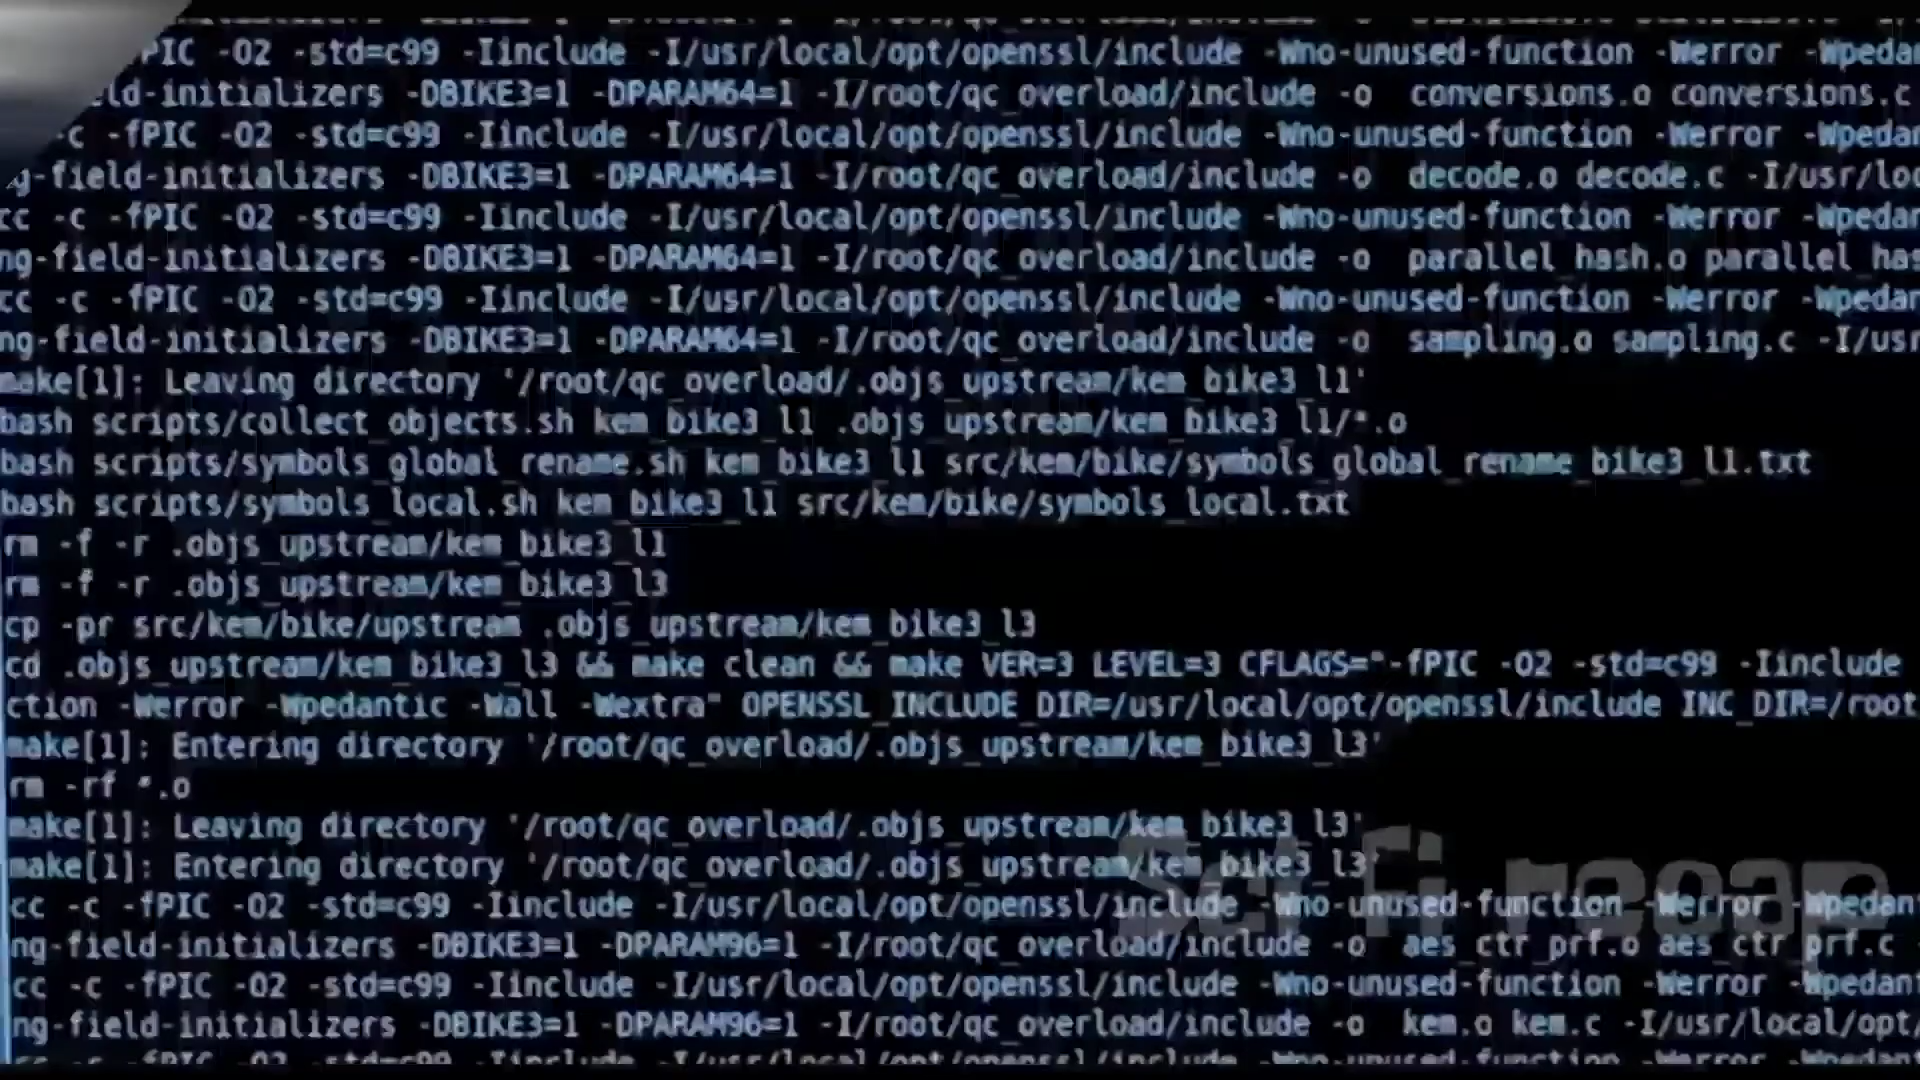 PIC -O2 -std=c99 -Iinclude -I/usr/local/opt/openssl/include -Wno-unused-function -Werror -Wpedan
eld-initializers -DBIKE3=1 -DPARAM64=1 -I/root/qc_overload/include -o  conversions.o conversions.c
-c -fPIC -O2 -std=c99 -Iinclude -I/usr/local/opt/openssl/include -Wno-unused-function -Werror -Wpedan
g-field-initializers -DBIKE3=1 -DPARAM64=1 -I/root/qc_overload/include -o  decode.o decode.c -I/usr/loc
cc -c -fPIC -O2 -std=c99 -Iinclude -I/usr/local/opt/openssl/include -Wno-unused-function -Werror -Wpedan
ng-field-initializers -DBIKE3=1 -DPARAM64=1 -I/root/qc_overload/include -o  parallel_hash.o parallel_has
cc -c -fPIC -O2 -std=c99 -Iinclude -I/usr/local/opt/openssl/include -Wno-unused-function -Werror -Wpedan
ng-field-initializers -DBIKE3=1 -DPARAM64=1 -I/root/qc_overload/include -o  sampling.o sampling.c -I/usr
make[1]: Leaving directory '/root/qc_overload/.objs_upstream/kem_bike3_l1'
bash scripts/collect_objects.sh kem_bike3_l1 .objs_upstream/kem_bike3_l1/*.o
bash scripts/symbols_global_rename.sh kem_bike3_l1 src/kem/bike/symbols_global_rename_bike3_l1.txt
bash scripts/symbols_local.sh kem_bike3_l1 src/kem/bike/symbols_local.txt
rm -f -r .objs_upstream/kem_bike3_l1
rm -f -r .objs_upstream/kem_bike3_l3
cp -pr src/kem/bike/upstream .objs_upstream/kem_bike3_l3
cd .objs_upstream/kem_bike3_l3 && make clean && make VER=3 LEVEL=3 CFLAGS="-fPIC -O2 -std=c99 -Iinclude
ction -Werror -Wpedantic -Wall -Wextra" OPENSSL_INCLUDE_DIR=/usr/local/opt/openssl/include INC_DIR=/root
make[1]: Entering directory '/root/qc_overload/.objs_upstream/kem_bike3_l3'
rm -rf *.o
make[1]: Leaving directory '/root/qc_overload/.objs_upstream/kem_bike3_l3'
make[1]: Entering directory '/root/qc_overload/.objs_upstream/kem_bike3_l3'
cc -c -fPIC -O2 -std=c99 -Iinclude -I/usr/local/opt/openssl/include -Wno-unused-function -Werror -Wpedant
ng-field-initializers -DBIKE3=1 -DPARAM96=1 -I/root/qc_overload/include -o  aes_ctr_prf.o aes_ctr_prf.c
cc -c -fPIC -O2 -std=c99 -Iinclude -I/usr/local/opt/openssl/include -Wno-unused-function -Werror -Wpedant
ng-field-initializers -DBIKE3=1 -DPARAM96=1 -I/root/qc_overload/include -o  kem.o kem.c -I/usr/local/opt/
Sci fi recap